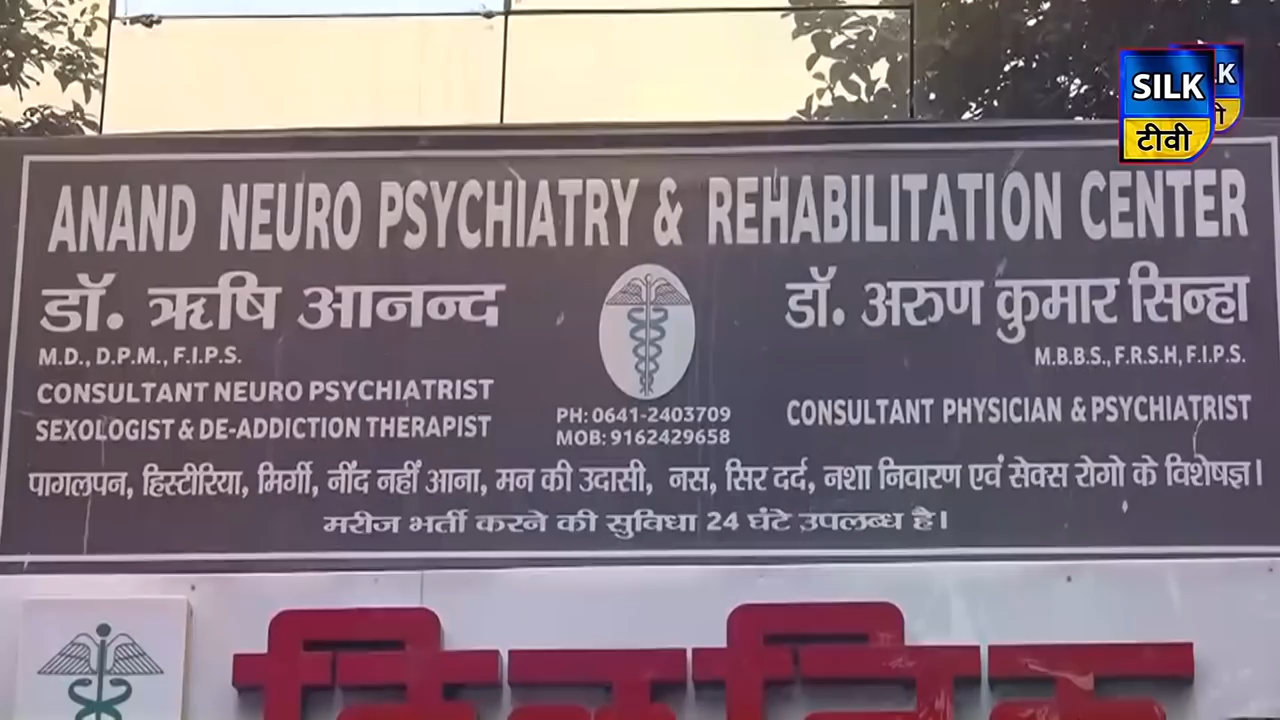 SILK
टीवी
ANAND NEURO PSYCHIATRY & REHABILITATION CENTER
डॉ. ऋषि आनन्द
M.D., D.P.M., F.I.P.S.
CONSULTANT NEURO PSYCHIATRIST
SEXOLOGIST & DE-ADDICTION THERAPIST
PH: 0641-2403709
MOB: 9162429658
डॉ. अरुण कुमार सिन्हा
M.B.B.S., F.R.S.H, F.I.P.S.
CONSULTANT PHYSICIAN & PSYCHIATRIST
पागलपन, हिस्टीरिया, मिर्गी, नींद नहीं आना, मन की उदासी, नस, सिर दर्द, नशा निवारण एवं सेक्स रोगो के विशेषज्ञ।
मरीज भर्ती करने की सुविधा 24 घंटे उपलब्ध है।